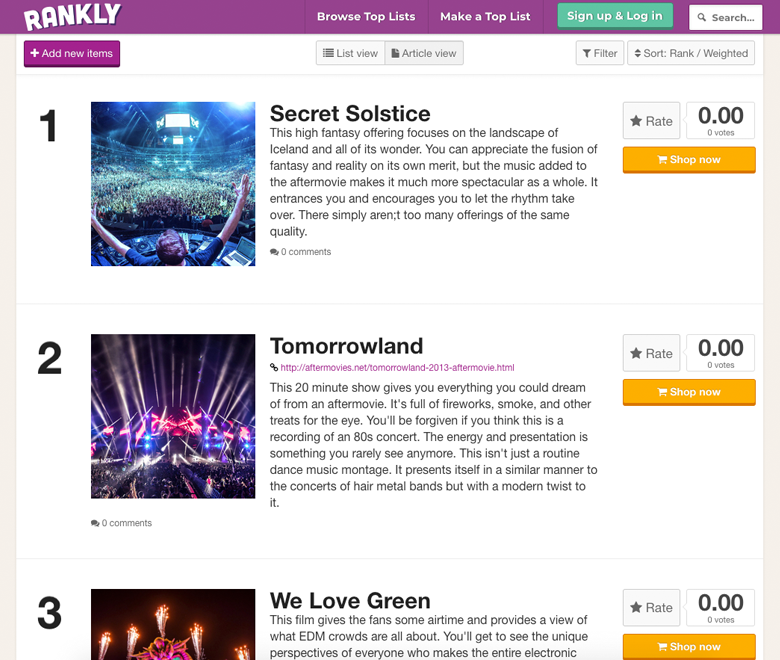 RANKLY
Browse Top Lists
Make a Top List
Sign up & Log in
Search...
+ Add new items
List view
Article view
Filter
Sort: Rank / Weighted
1
Secret Solstice
This high fantasy offering focuses on the landscape of
Iceland and all of its wonder. You can appreciate the fusion of
fantasy and reality on its own merit, but the music added to
the aftermovie makes it much more spectacular as a whole. It
entrances you and encourages you to let the rhythm take
over. There simply aren;t too many offerings of the same
quality.
0 comments
Rate
0.00
0 votes
Shop now
2
Tomorrowland
http://aftermovies.net/tomorrowland-2013-aftermovie.html
This 20 minute show gives you everything you could dream
of from an aftermovie. It's full of fireworks, smoke, and other
treats for the eye. You'll be forgiven if you think this is a
recording of an 80s concert. The energy and presentation is
something you rarely see anymore. This isn't just a routine
dance music montage. It presents itself in a similar manner to
the concerts of hair metal bands but with a modern twist to
it.
0 comments
Rate
0.00
0 votes
Shop now
3
We Love Green
This film gives the fans some airtime and provides a view of
what EDM crowds are all about. You'll get to see the unique
perspectives of everyone who makes the entire electronic
Rate
0.00
0 votes
Shop now